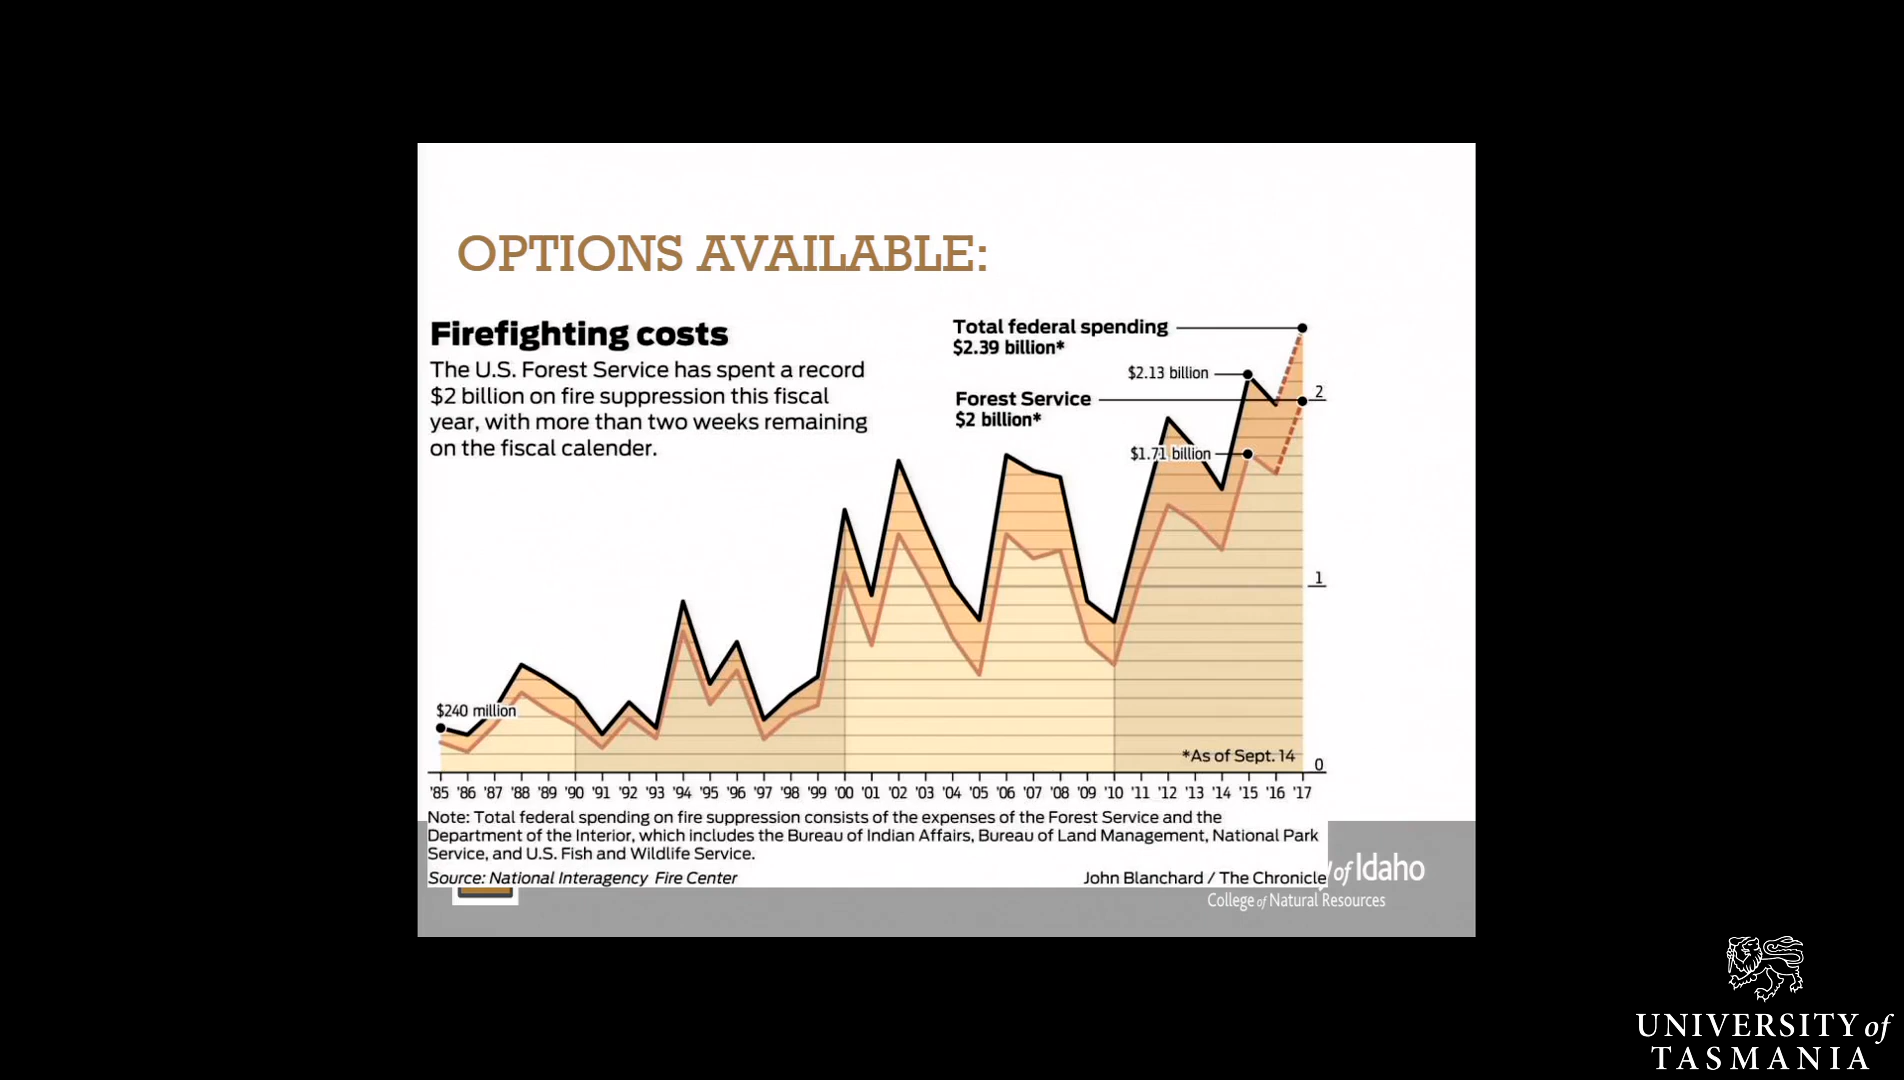 OPTIONS AVAILABLE:
Firefighting costs
The U.S. Forest Service has spent a record
$2 billion on fire suppression this fiscal
year, with more than two weeks remaining
on the fiscal calender.
Total federal spending
$2.39 billion*
$2.13 billion
Forest Service
$2 billion*
$1.71 billion
$240 million
2
1
0
*As of Sept. 14
'85 '86 '87 '88 '89 '90 '91 '92 '93 '94 '95 '96 '97 '98 '99 '00 '01 '02 '03 '04 '05 '06 '07 '08 '09 '10 '11 '12 '13 '14 '15 '16 '17
Note: Total federal spending on fire suppression consists of the expenses of the Forest Service and the
Department of the Interior, which includes the Bureau of Indian Affairs, Bureau of Land Management, National Park
Service, and U.S. Fish and Wildlife Service.
Source: National Interagency Fire Center
John Blanchard / The Chronicle
of Idaho
College of Natural Resources
UNIVERSITY of
TASMANIA